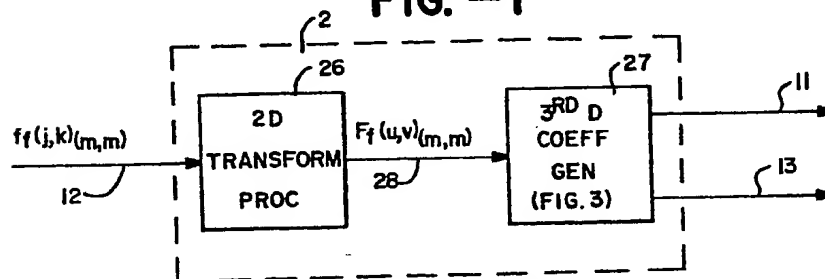 FIG. —1
2
26
27
11
2D
TRANSFORM
PROC
3RD D
COEFF
GEN
(FIG. 3)
ff(j,k)(m,m)
Ff(u,v)(m,m)
12
28
13